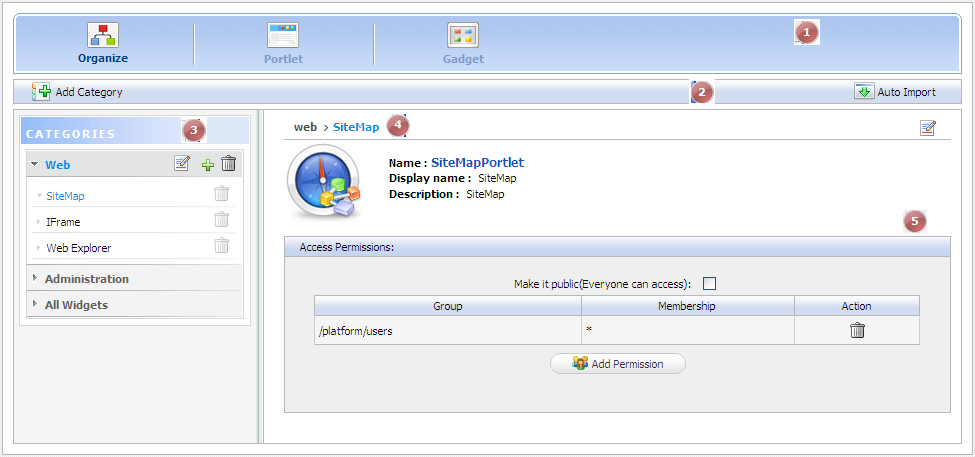 1
Organize Portlet Gadget
Add Category 2 Auto Import
CATEGORIES 3
Web
SiteMap
IFrame
Web Explorer
Administration
All Widgets
web > SiteMap 4
Name : SiteMapPortlet
Display name : SiteMap
Description : SiteMap
5
Access Permissions:
Make it public(Everyone can access):
Group Membership Action
/platform/users *
Add Permission